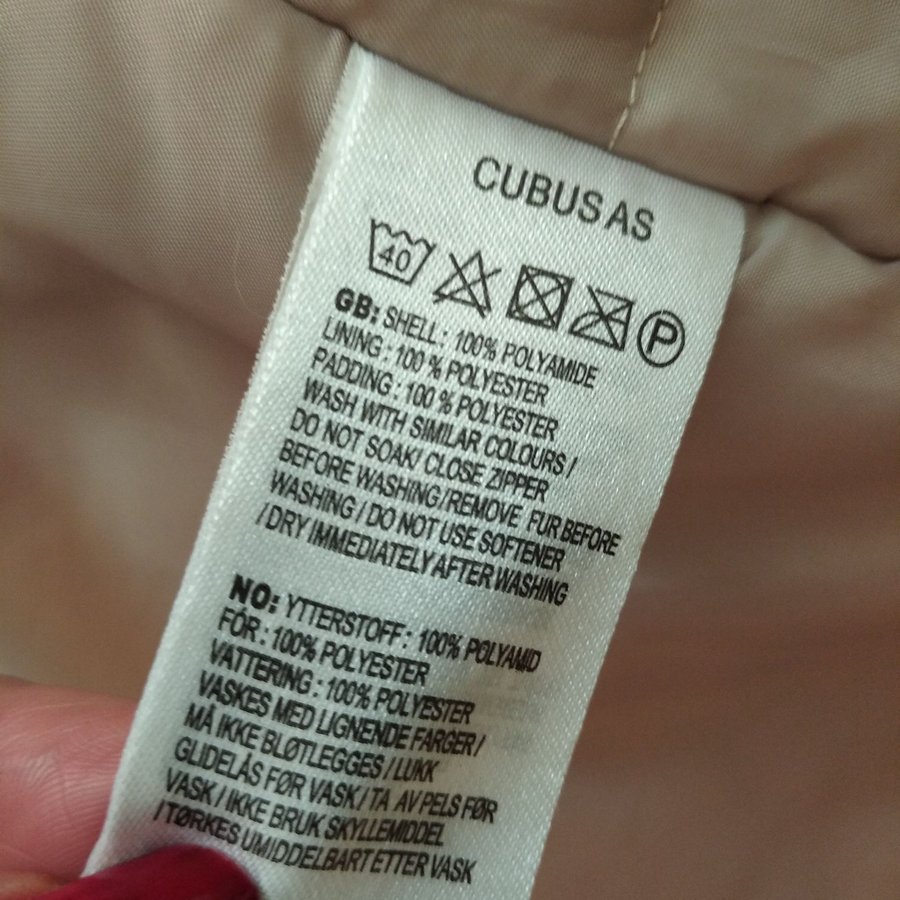 CUBUS AS
40 P
GB: SHELL : 100% POLYAMIDE
LINING : 100 % POLYESTER
PADDING : 100 % POLYESTER
WASH WITH SIMILAR COLOURS /
DO NOT SOAK/ CLOSE ZIPPER
BEFORE WASHING/REMOVE FUR BEFORE
WASHING / DO NOT USE SOFTENER
/ DRY IMMEDIATELY AFTER WASHING
NO: YTTERSTOFF : 100% POLYAMID
FÓR : 100% POLYESTER
VATTERING : 100% POLYESTER
VASKES MED LIGNENDE FARGER /
MÅ IKKE BLØTLEGGES / LUKK
GLIDELÅS FØR VASK / TA AV PELS FØR
VASK / IKKE BRUK SKYLLEMIDDEL
/ TØRKES UMIDDELBART ETTER VASK